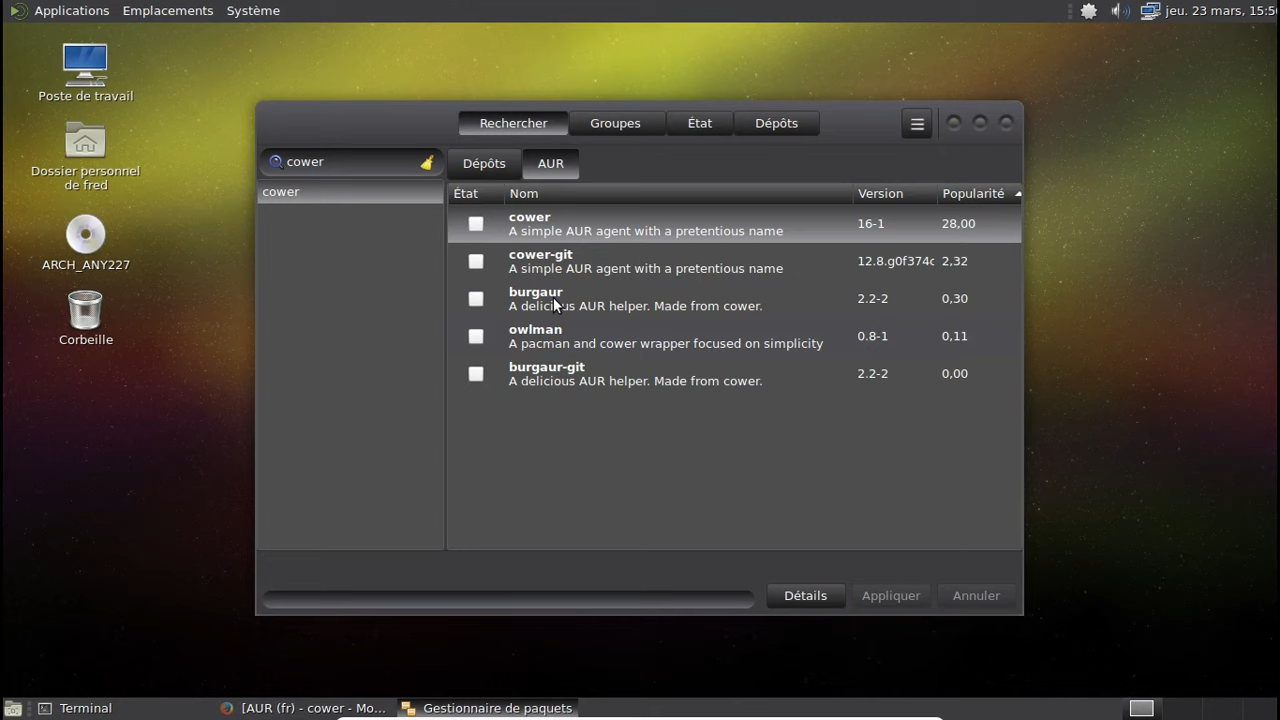 Applications Emplacements Système
jeu. 23 mars, 15:5
Poste de travail
Dossier personnel
de fred
ARCH_ANY227
Corbeille
Rechercher Groupes État Dépôts
cower
cower
Dépôts AUR
État Nom Version Popularité
cower
A simple AUR agent with a pretentious name
16-1 28,00
cower-git
A simple AUR agent with a pretentious name
12.8.g0f374c 2,32
burgaur
A delicious AUR helper. Made from cower.
2.2-2 0,30
owlman
A pacman and cower wrapper focused on simplicity
0.8-1 0,11
burgaur-git
A delicious AUR helper. Made from cower.
2.2-2 0,00
Détails Appliquer Annuler
Terminal [AUR (fr) - cower - Mo... Gestionnaire de paquets